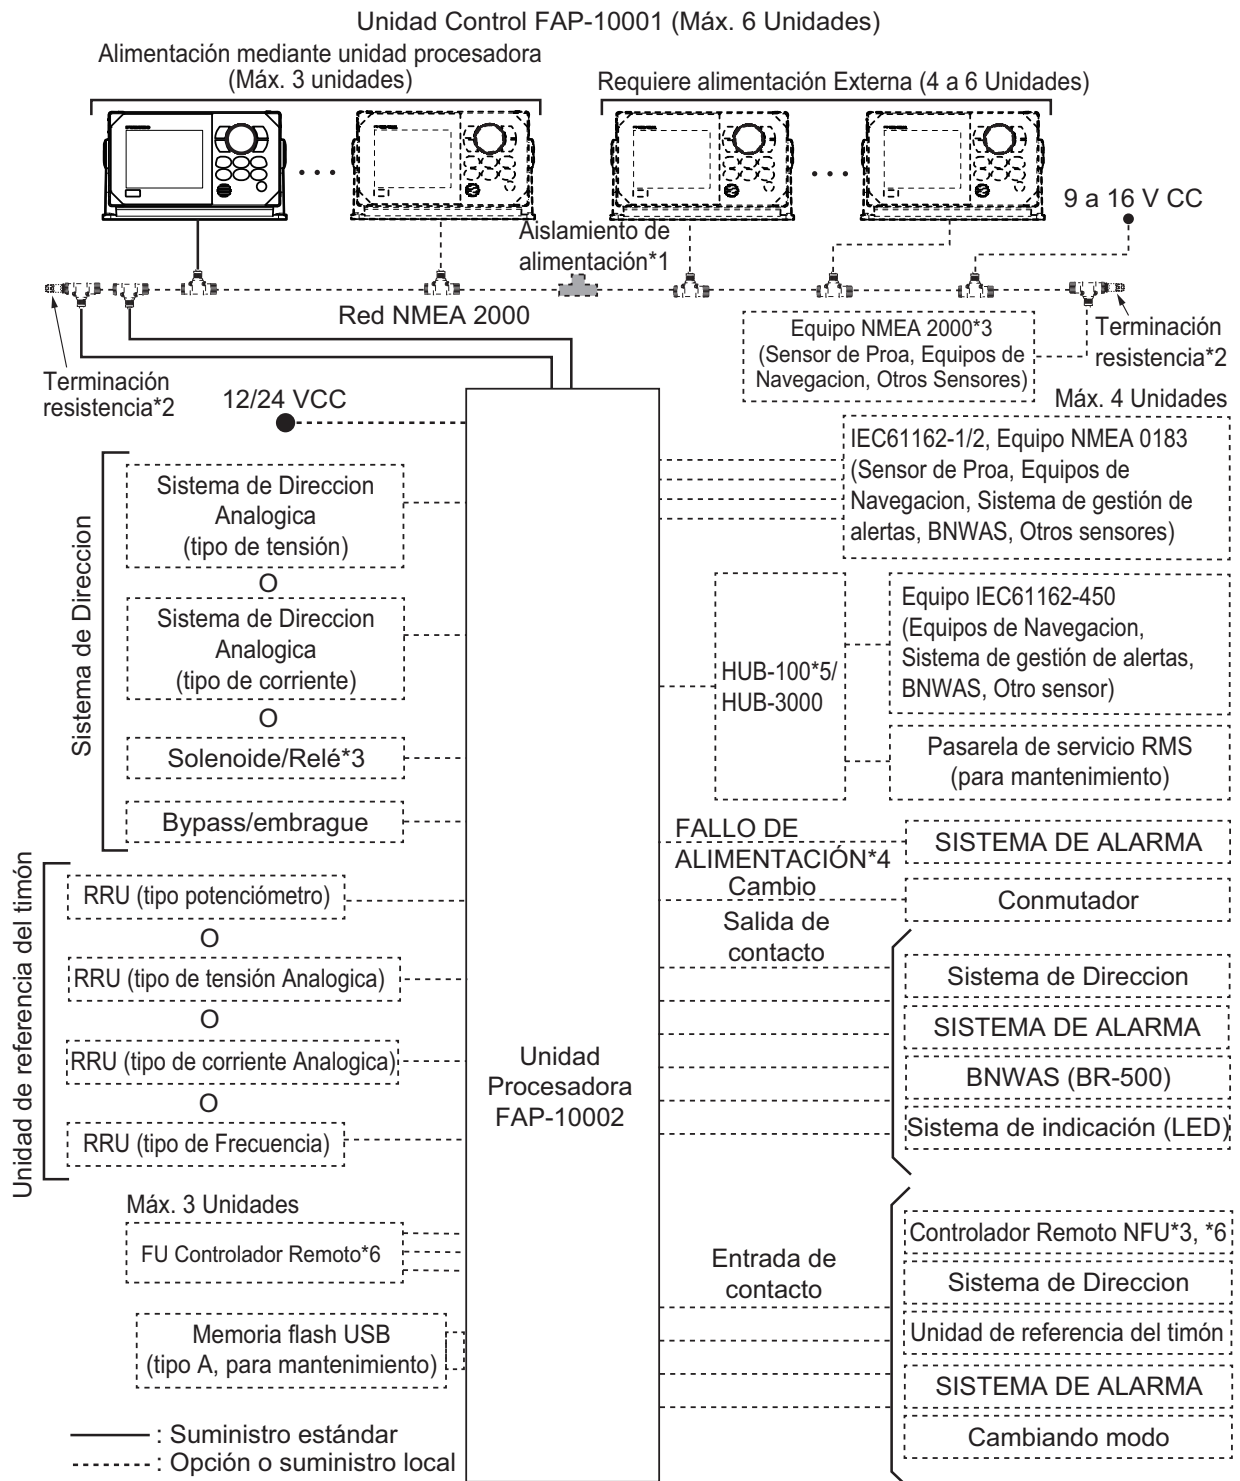 Unidad Control FAP-10001 (Máx. 6 Unidades)
Alimentación mediante unidad procesadora
(Máx. 3 unidades)
Requiere alimentación Externa (4 a 6 Unidades)
9 a 16 V CC
Aislamiento de
alimentación*1
Red NMEA 2000
Equipo NMEA 2000*3
(Sensor de Proa, Equipos de
Navegacion, Otros Sensores)
Terminación
resistencia*2
Terminación
resistencia*2
12/24 VCC
Máx. 4 Unidades
IEC61162-1/2, Equipo NMEA 0183
(Sensor de Proa, Equipos de
Navegacion, Sistema de gestión de
alertas, BNWAS, Otros sensores)
Sistema de Direccion
Sistema de Direccion
Analogica
(tipo de tensión)
O
Sistema de Direccion
Analogica
(tipo de corriente)
O
Solenoide/Relé*3
Bypass/embrague
HUB-100*5/
HUB-3000
Equipo IEC61162-450
(Equipos de Navegacion,
Sistema de gestión de alertas,
BNWAS, Otro sensor)
Pasarela de servicio RMS
(para mantenimiento)
FALLO DE
ALIMENTACIÓN*4
SISTEMA DE ALARMA
Cambio
Conmutador
Unidad de referencia del timón
RRU (tipo potenciómetro)
O
RRU (tipo de tensión Analogica)
O
RRU (tipo de corriente Analogica)
O
RRU (tipo de Frecuencia)
Unidad
Procesadora
FAP-10002
Salida de
contacto
Sistema de Direccion
SISTEMA DE ALARMA
BNWAS (BR-500)
Sistema de indicación (LED)
Máx. 3 Unidades
FU Controlador Remoto*6
Memoria flash USB
(tipo A, para mantenimiento)
Entrada de
contacto
Controlador Remoto NFU*3, *6
Sistema de Direccion
Unidad de referencia del timón
SISTEMA DE ALARMA
Cambiando modo
: Suministro estándar
: Opción o suministro local